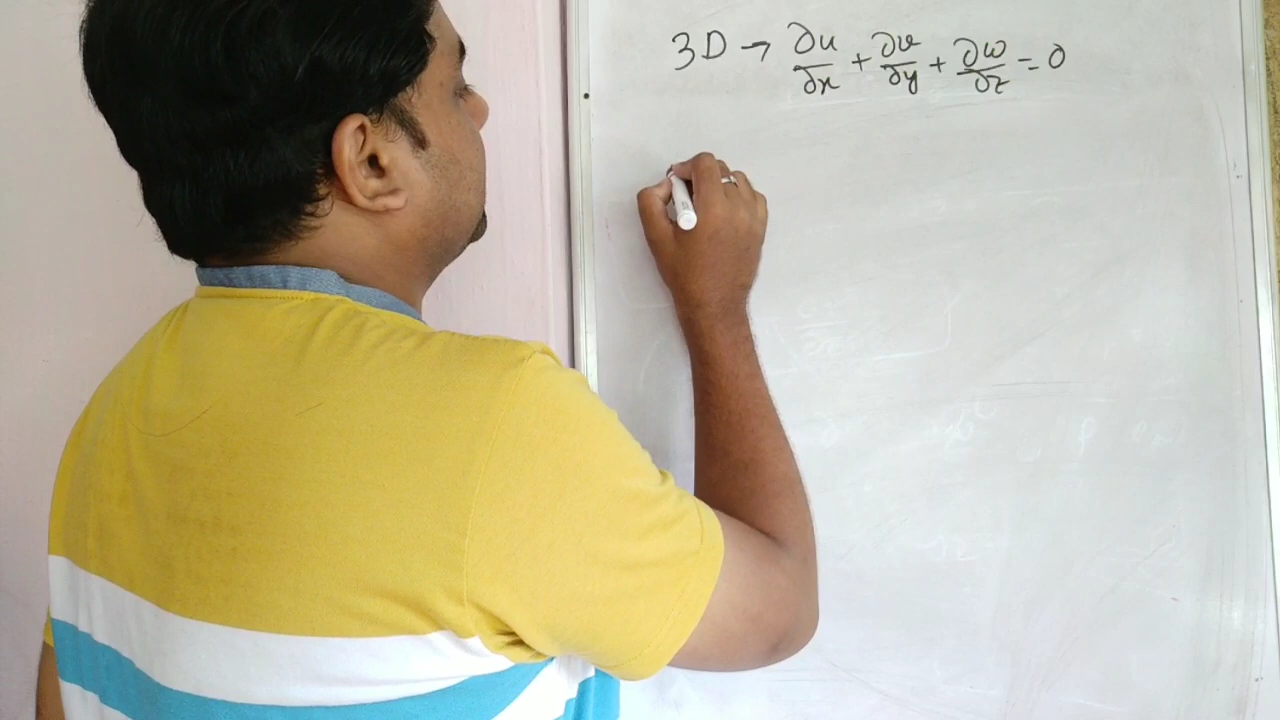 3D → ∂u/∂x + ∂v/∂y + ∂w/∂z = 0